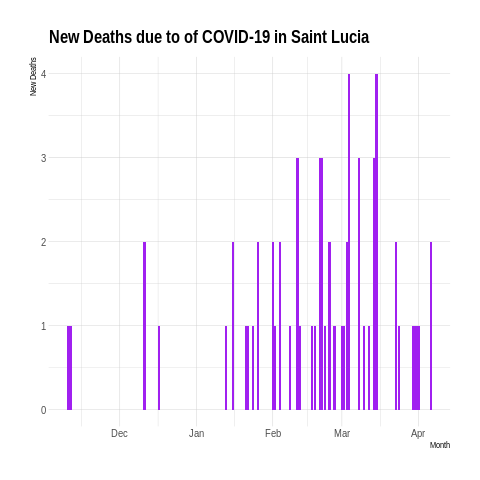 New Deaths due to of COVID-19 in Saint Lucia
New Deaths
4
3
2
1
0
Dec Jan Feb Mar Apr
Month